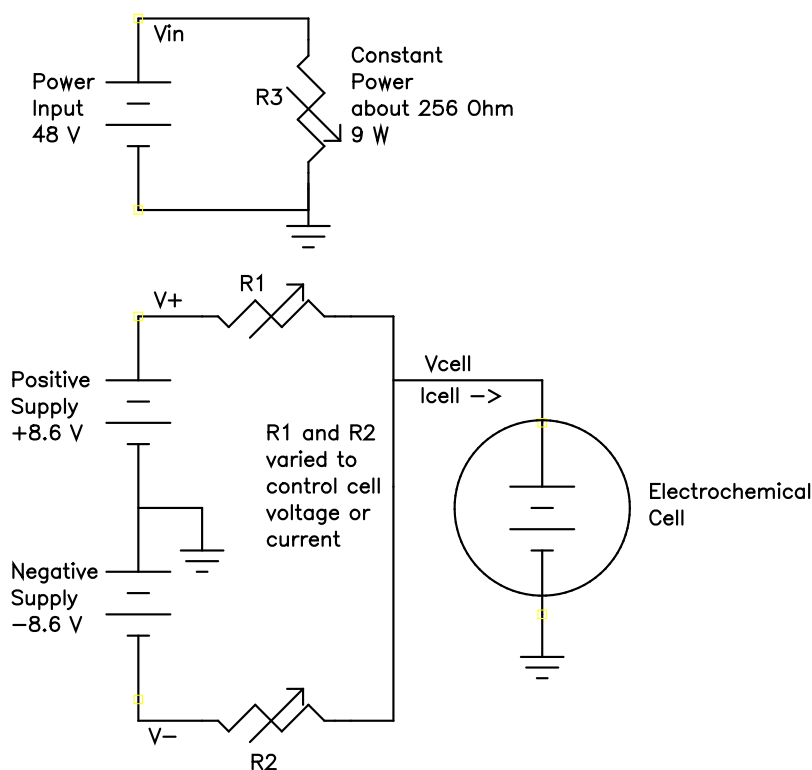 Vin
Power
Input
48 V
R3
Constant
Power
about 256 Ohm
9 W
R1
V+
Positive
Supply
+8.6 V
Vcell
Icell ->
R1 and R2
varied to
control cell
voltage or
current
Electrochemical
Cell
Negative
Supply
-8.6 V
V-
R2